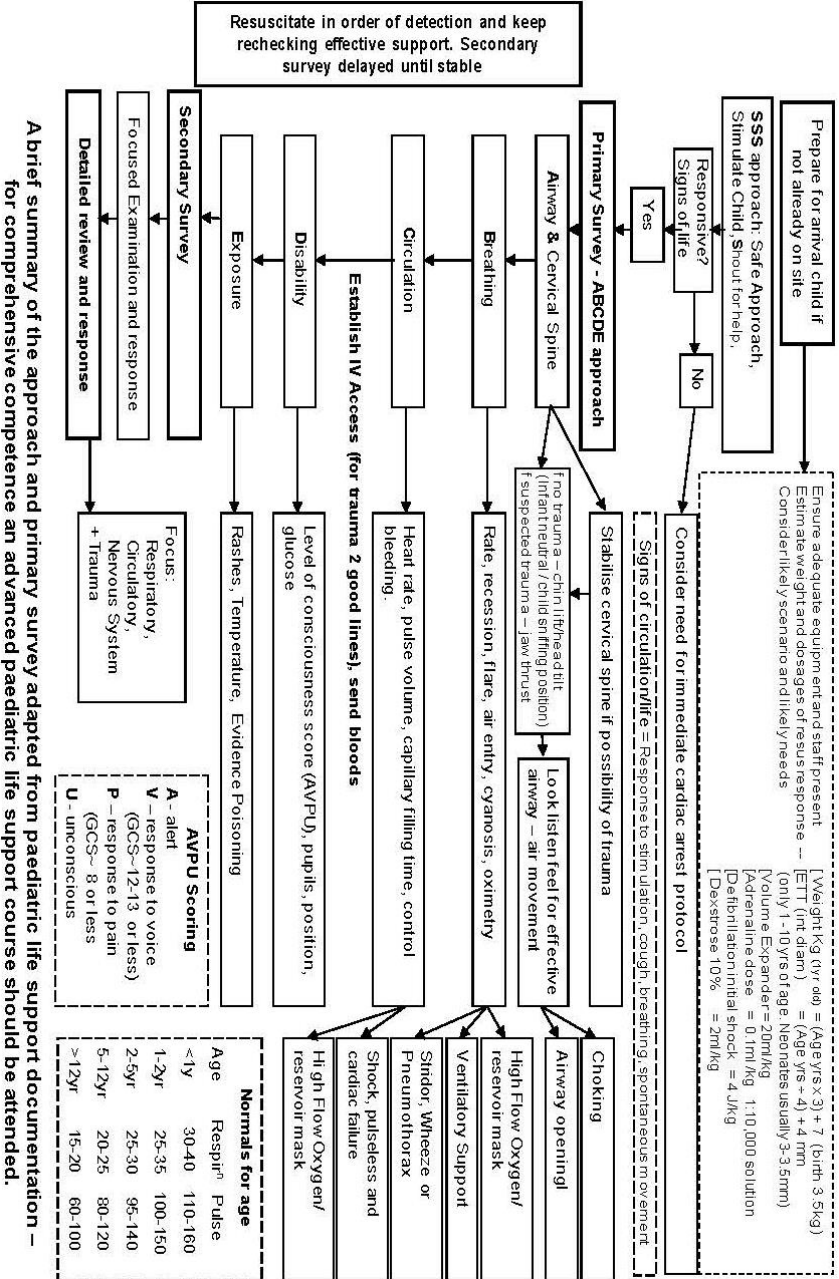 Resuscitate in order of detection and keep
rechecking effective support. Secondary
survey delayed until stable
Prepare for arrival child if
not already on site
Ensure adequate equipment and staff present
Estimate weight and dosages of resus response --
Consider likely scenario and likely needs
[Weight Kg (1yr old) = (Age yrs x 3) + 7 (birth 3.5kg)
[ETT (int diam) = (Age yrs ÷ 4) + 4 mm
(only 1-10yrs of age. Neonates usually 3-3.5mm)
[Volume Expander = 20ml/kg
[Adrenaline dose = 0.1ml/kg 1:10,000 solution
[Defibrillation initial shock = 4 J/kg
[Dexstrose 10% = 2ml/kg
SSS approach: Safe Approach,
Stimulate Child, Shout for help,
Responsive?
Signs of life
No
Consider need for immediate cardiac arrest protocol
Yes
Signs of circulation/life = Response to stimulation, cough, breathing, spontaneous movement
Primary Survey - ABCDE approach
Airway & Cervical Spine
Stabilise cervical spine if possibility of trauma
f no trauma – chin lift/head tilt
(Infant neutral / child sniffing position)
f suspected trauma – jaw thrust
Look listen feel for effective
airway – air movement
Choking
Airway openingl
Breathing
Rate, recession, flare, air entry, cyanosis, oximetry
High Flow Oxygen/
reservoir mask
Ventilatory Support
Stridor, Wheeze or
Pneumothorax
Circulation
Heart rate, pulse volume, capillary filling time, control
bleeding.
Shock, pulseless and
cardiac failure
High Flow Oxygen/
reservoir mask
Establish IV Access (for trauma 2 good lines), send bloods
Disability
Level of consciousness score (AVPU), pupils, position,
glucose
Exposure
Rashes, Temperature, Evidence Poisoning
Secondary Survey
Focused Examination and response
Detailed review and response
Focus:
Respiratory,
Circulatory,
Nervous System
+ Trauma
AVPU Scoring
A - alert
V – response to voice
(GCS~12-13 or less)
P – response to pain
(GCS~ 8 or less
U - unconscious
Normals for age
Age Respirⁿ Pulse
<1y 30-40 110-160
1-2yr 25-35 100-150
2-5yr 25-30 95-140
5-12yr 20-25 80-120
>12yr 15-20 60-100
A brief summary of the approach and primary survey adapted from paediatric life support documentation –
for comprehensive competence an advanced paediatric life support course should be attended.